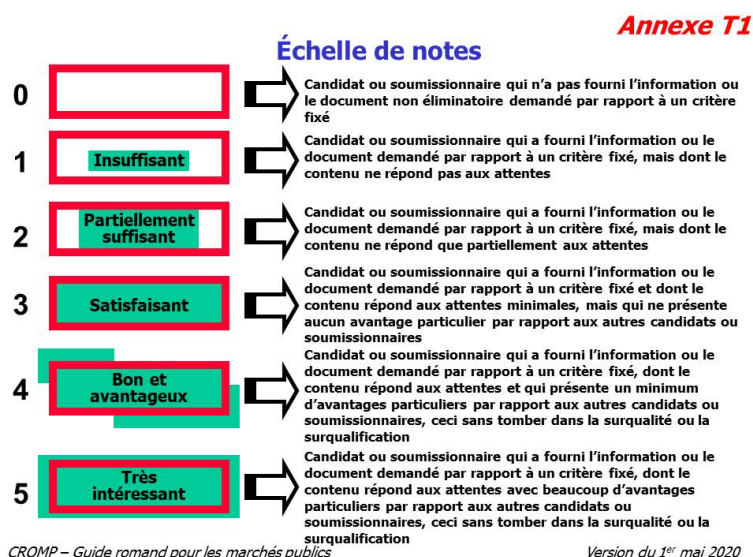 Annexe T1
Échelle de notes
0
Candidat ou soumissionnaire qui n'a pas fourni l'information ou
le document non éliminatoire demandé par rapport à un critère
fixé
1
Insuffisant
Candidat ou soumissionnaire qui a fourni l'information ou le
document demandé par rapport à un critère fixé, mais dont le
contenu ne répond pas aux attentes
2
Partiellement
suffisant
Candidat ou soumissionnaire qui a fourni l'information ou le
document demandé par rapport à un critère fixé, mais dont le
contenu ne répond que partiellement aux attentes
3
Satisfaisant
Candidat ou soumissionnaire qui a fourni l'information ou le
document demandé par rapport à un critère fixé et dont le
contenu répond aux attentes minimales, mais qui ne présente
aucun avantage particulier par rapport aux autres candidats ou
soumissionnaires
4
Bon et
avantageux
Candidat ou soumissionnaire qui a fourni l'information ou le
document demandé par rapport à un critère fixé, dont le
contenu répond aux attentes et qui présente un minimum
d'avantages particuliers par rapport aux autres candidats ou
soumissionnaires, ceci sans tomber dans la surqualité ou la
surqualification
5
Très
intéressant
Candidat ou soumissionnaire qui a fourni l'information ou le
document demandé par rapport à un critère fixé, dont le
contenu répond aux attentes avec beaucoup d'avantages
particuliers par rapport aux autres candidats ou
soumissionnaires, ceci sans tomber dans la surqualité ou la
surqualification
CROMP – Guide romand pour les marchés publics
Version du 1er mai 2020